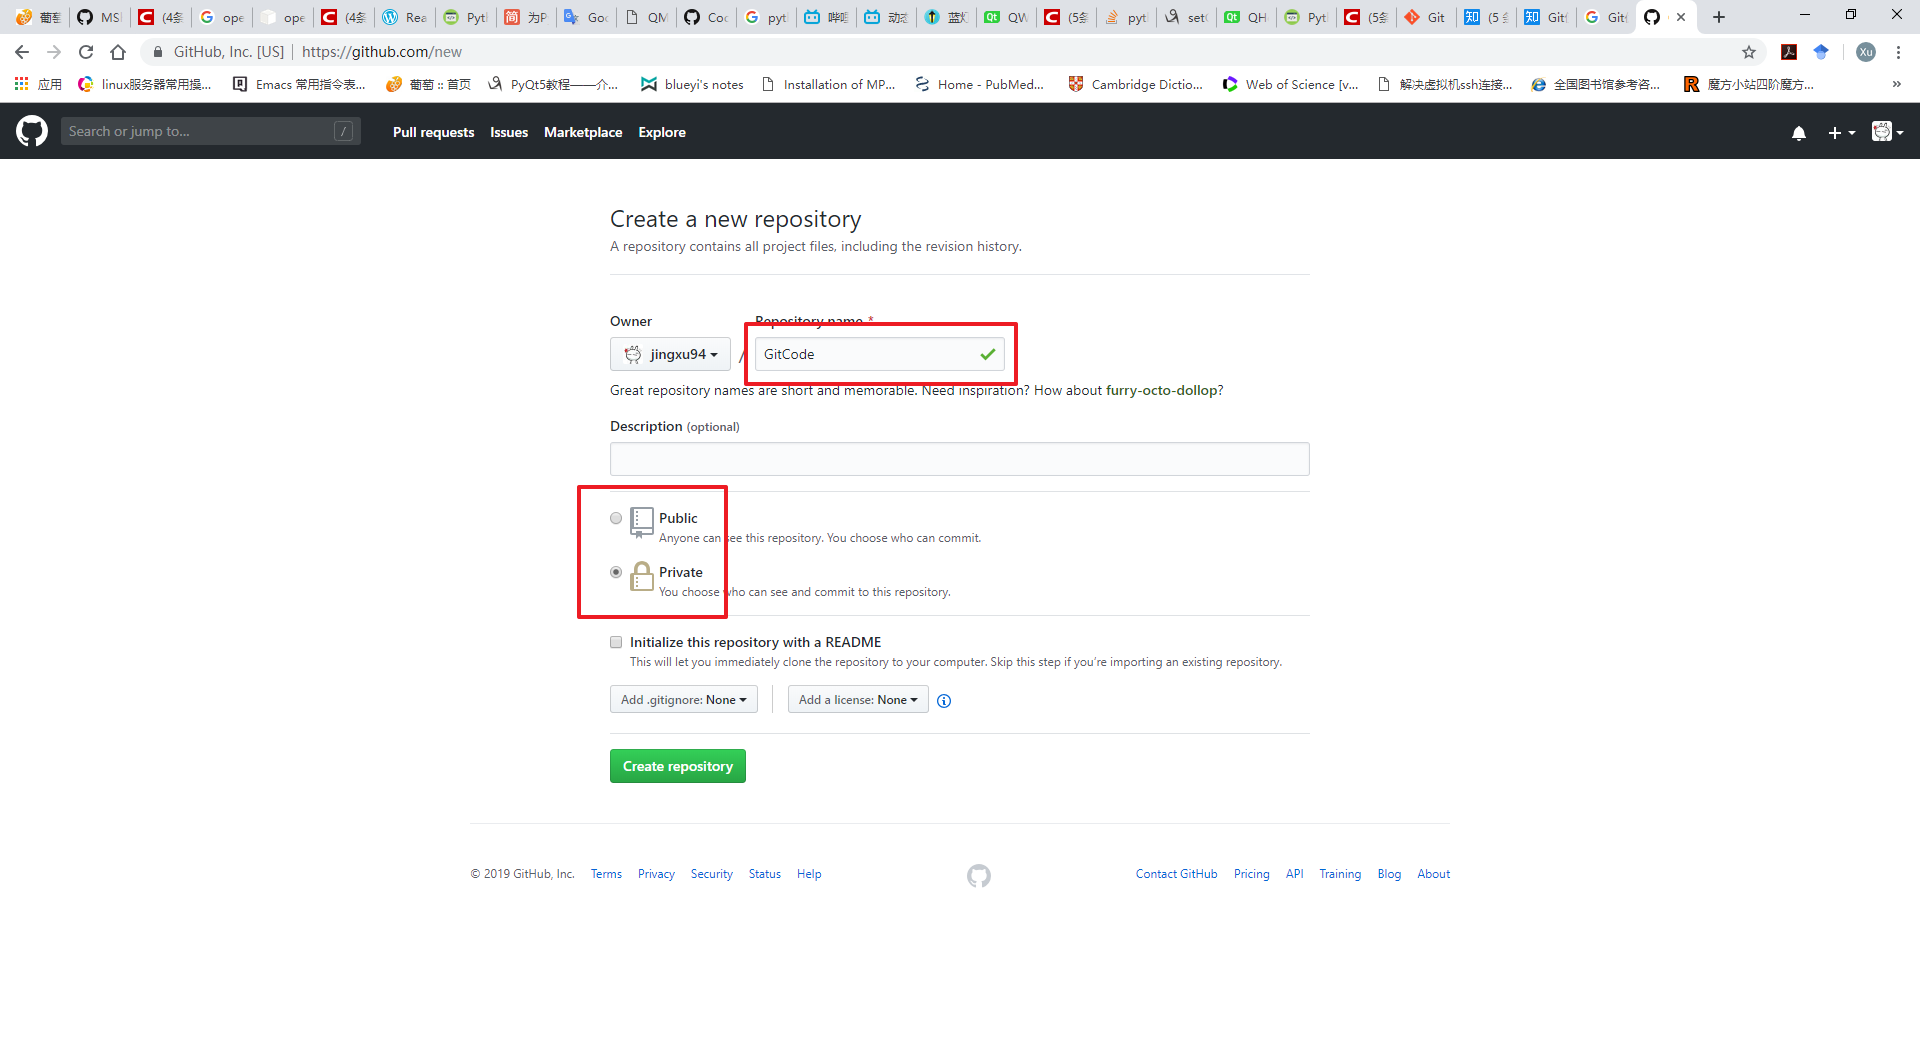 葡萄 MS (4条 ope ope (4条 Rea Pyt 为P Goo QM Coc pyt 哔哩 动态 蓝灯 QW (5条 pyt set QH Pyt (5条 Git (5 Git Git
GitHub, Inc. [US] https://github.com/new Xu
应用 linux服务器常用操... Emacs 常用指令表... 葡萄 :: 首页 PyQt5教程——介... blueyi's notes Installation of MP... Home - PubMed... Cambridge Dictio... Web of Science [v... 解决虚拟机ssh连接... 全国图书馆参考咨... 魔方小站四阶魔方... »
Search or jump to... / Pull requests Issues Marketplace Explore
Create a new repository
A repository contains all project files, including the revision history.
Owner Repository name *
jingxu94 / GitCode
Great repository names are short and memorable. Need inspiration? How about furry-octo-dollop?
Description (optional)
Public
Anyone can see this repository. You choose who can commit.
Private
You choose who can see and commit to this repository.
Initialize this repository with a README
This will let you immediately clone the repository to your computer. Skip this step if you're importing an existing repository.
Add .gitignore: None Add a license: None
Create repository
© 2019 GitHub, Inc. Terms Privacy Security Status Help Contact GitHub Pricing API Training Blog About